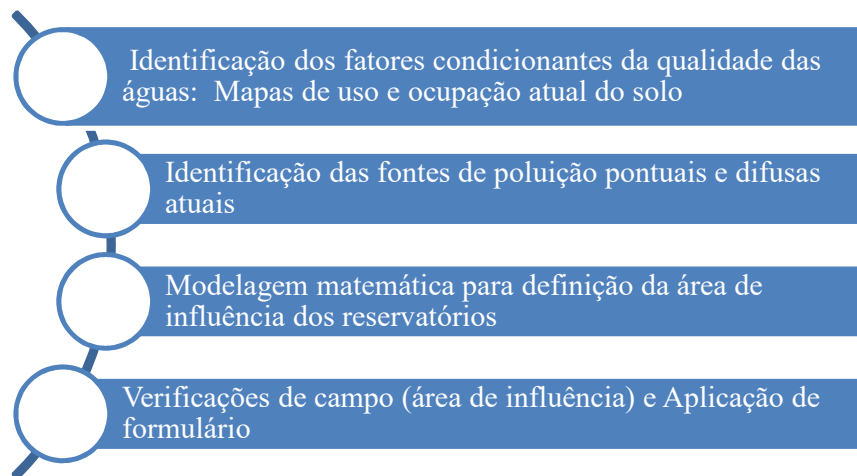 Identificação dos fatores condicionantes da qualidade das
águas: Mapas de uso e ocupação atual do solo
Identificação das fontes de poluição pontuais e difusas
atuais
Modelagem matemática para definição da área de
influência dos reservatórios
Verificações de campo (área de influência) e Aplicação de
formulário